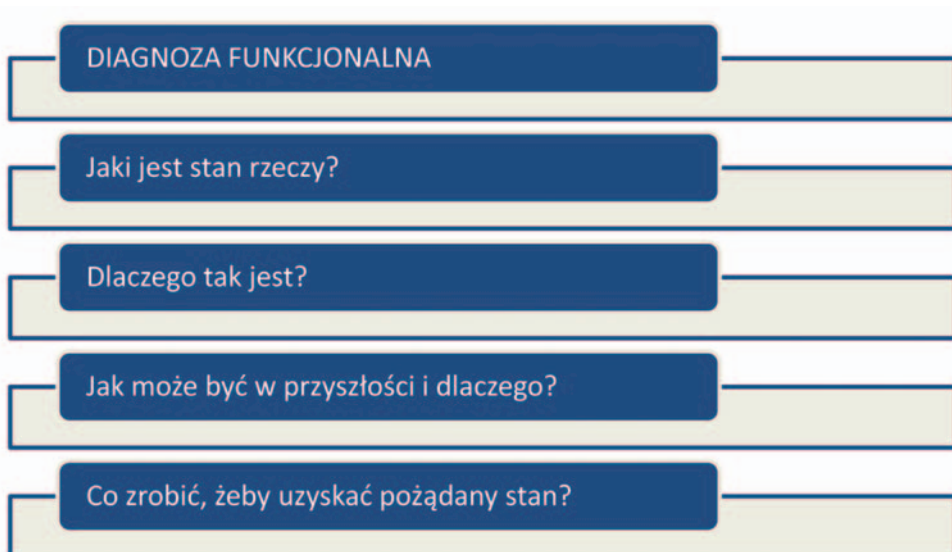 DIAGNOZA FUNKCJONALNA
Jaki jest stan rzeczy?
Dlaczego tak jest?
Jak może być w przyszłości i dlaczego?
Co zrobić, żeby uzyskać pożądany stan?